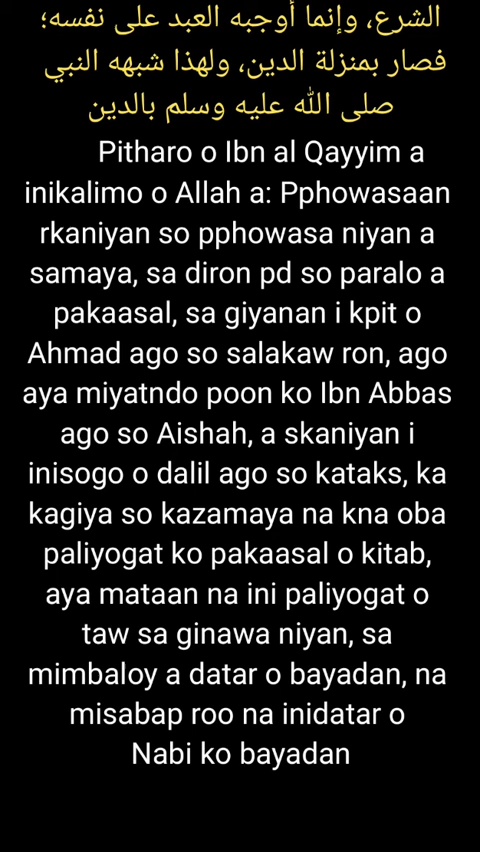 الشرع، وإنما أوجبه العبد على نفسه؛
فصار بمنزلة الدين، ولهذا شبهه النبي
صلى الله عليه وسلم بالدين
Pitharo o Ibn al Qayyim a
inikalimo o Allah a: Pphowasaan
rkaniyan so pphowasa niyan a
samaya, sa diron pd so paralo a
pakaasal, sa giyanan i kpit o
Ahmad ago so salakaw ron, ago
aya miyatndo poon ko Ibn Abbas
ago so Aishah, a skaniyan i
inisogo o dalil ago so kataks, ka
kagiya so kazamaya na kna oba
paliyogat ko pakaasal o kitab,
aya mataan na ini paliyogat o
taw sa ginawa niyan, sa
mimbaloy a datar o bayadan, na
misabap roo na inidatar o
Nabi ko bayadan